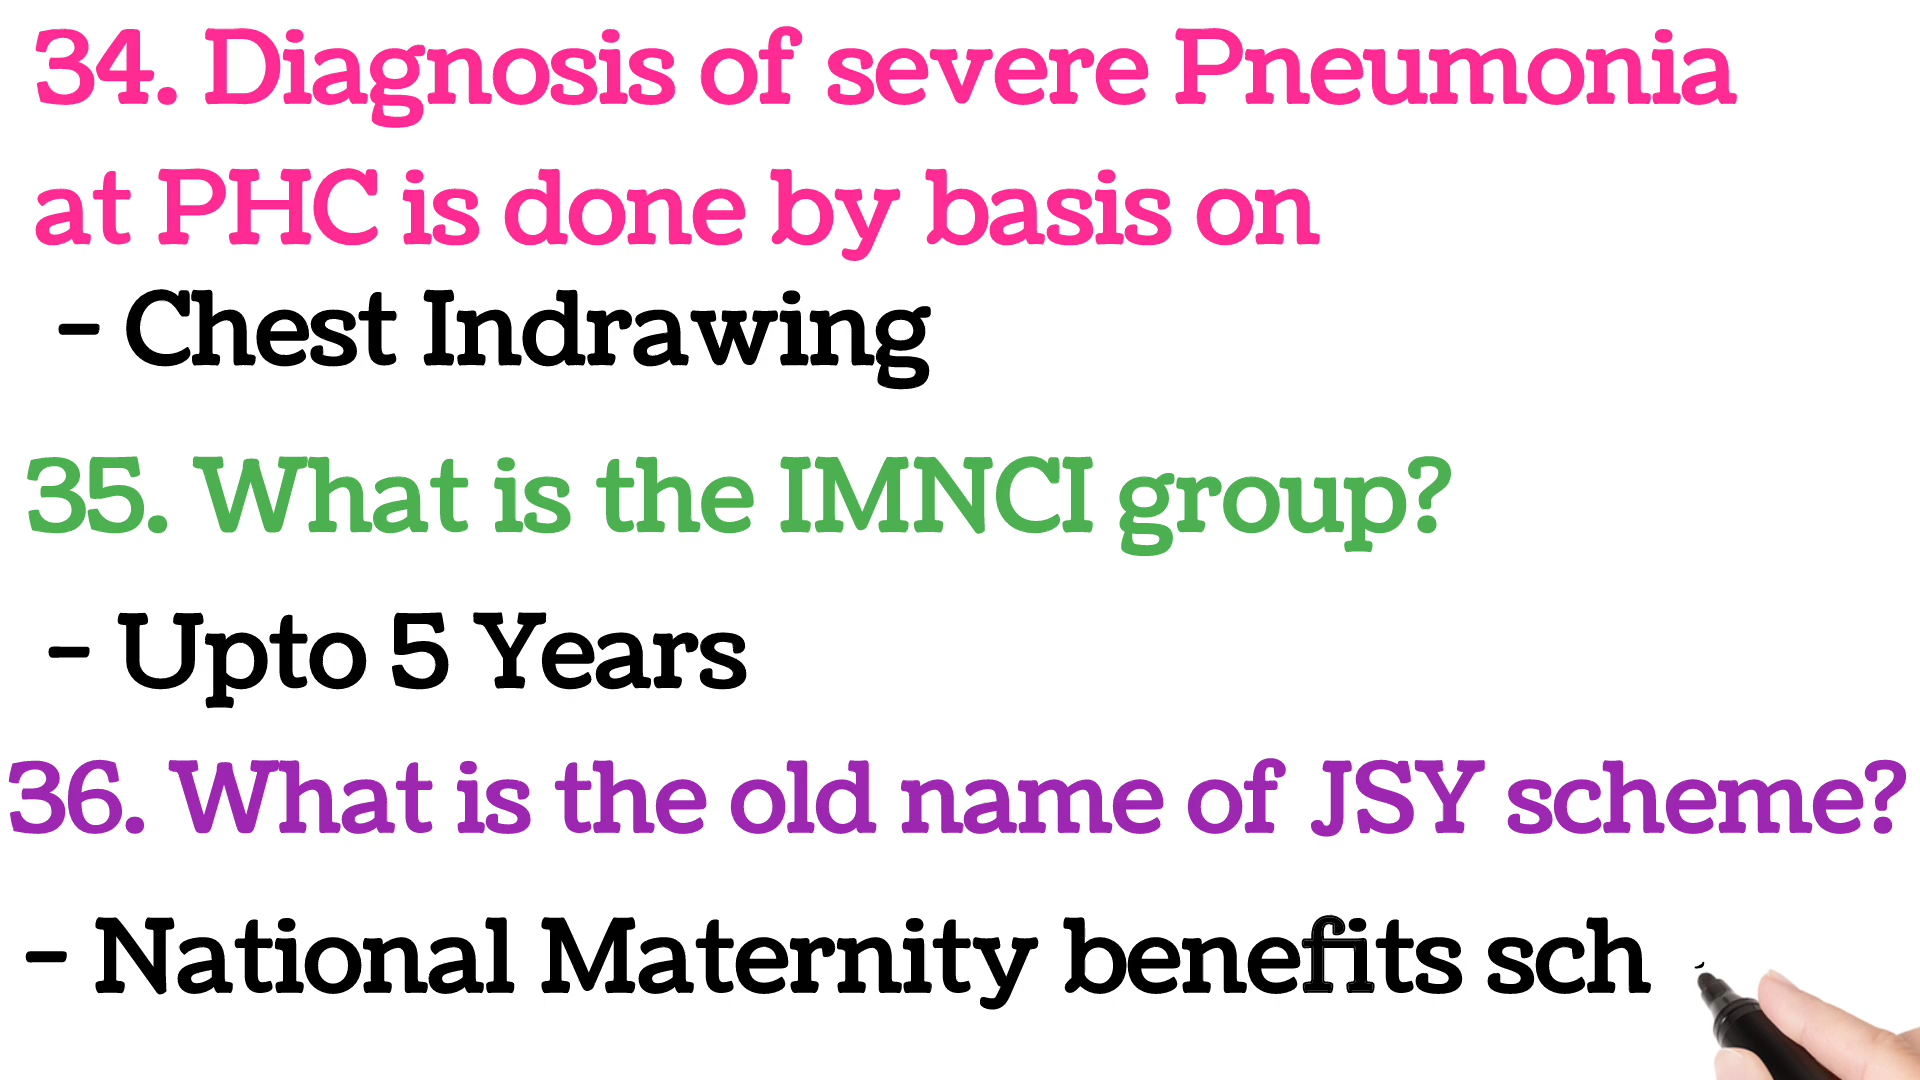 34. Diagnosis of severe Pneumonia
at PHC is done by basis on
- Chest Indrawing
35. What is the IMNCI group?
- Upto 5 Years
36. What is the old name of JSY scheme?
- National Maternity benefits sch